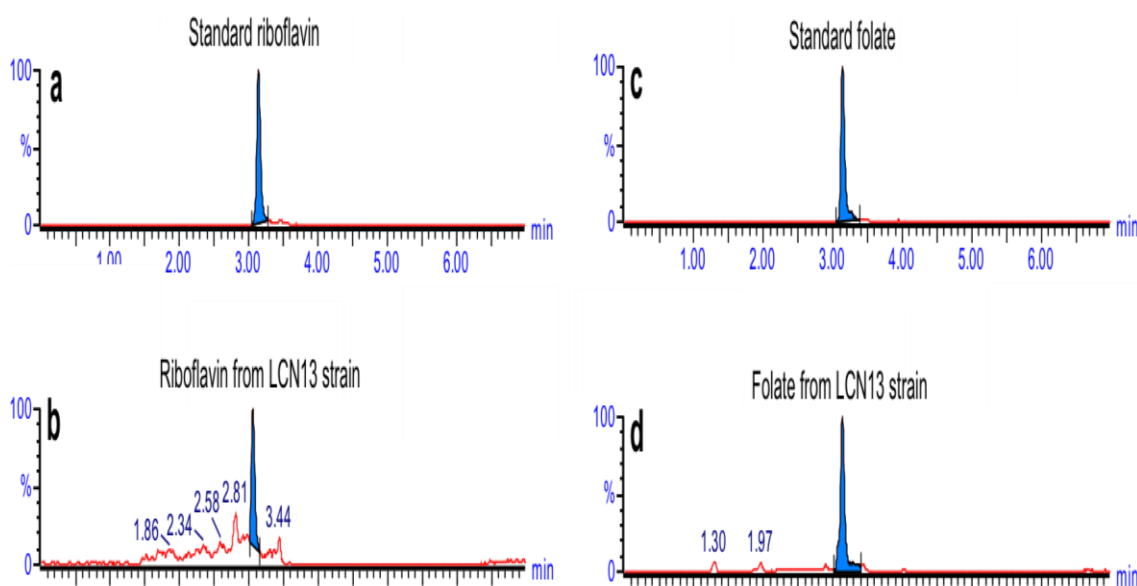 Standard riboflavin
a
100
%
0
min
1.00 2.00 3.00 4.00 5.00 6.00
Standard folate
c
100
%
0
min
1.00 2.00 3.00 4.00 5.00 6.00
Riboflavin from LCN13 strain
b
100
%
0
1.86 2.34 2.58 2.81 3.44
min
Folate from LCN13 strain
d
100
%
0
1.30 1.97
min